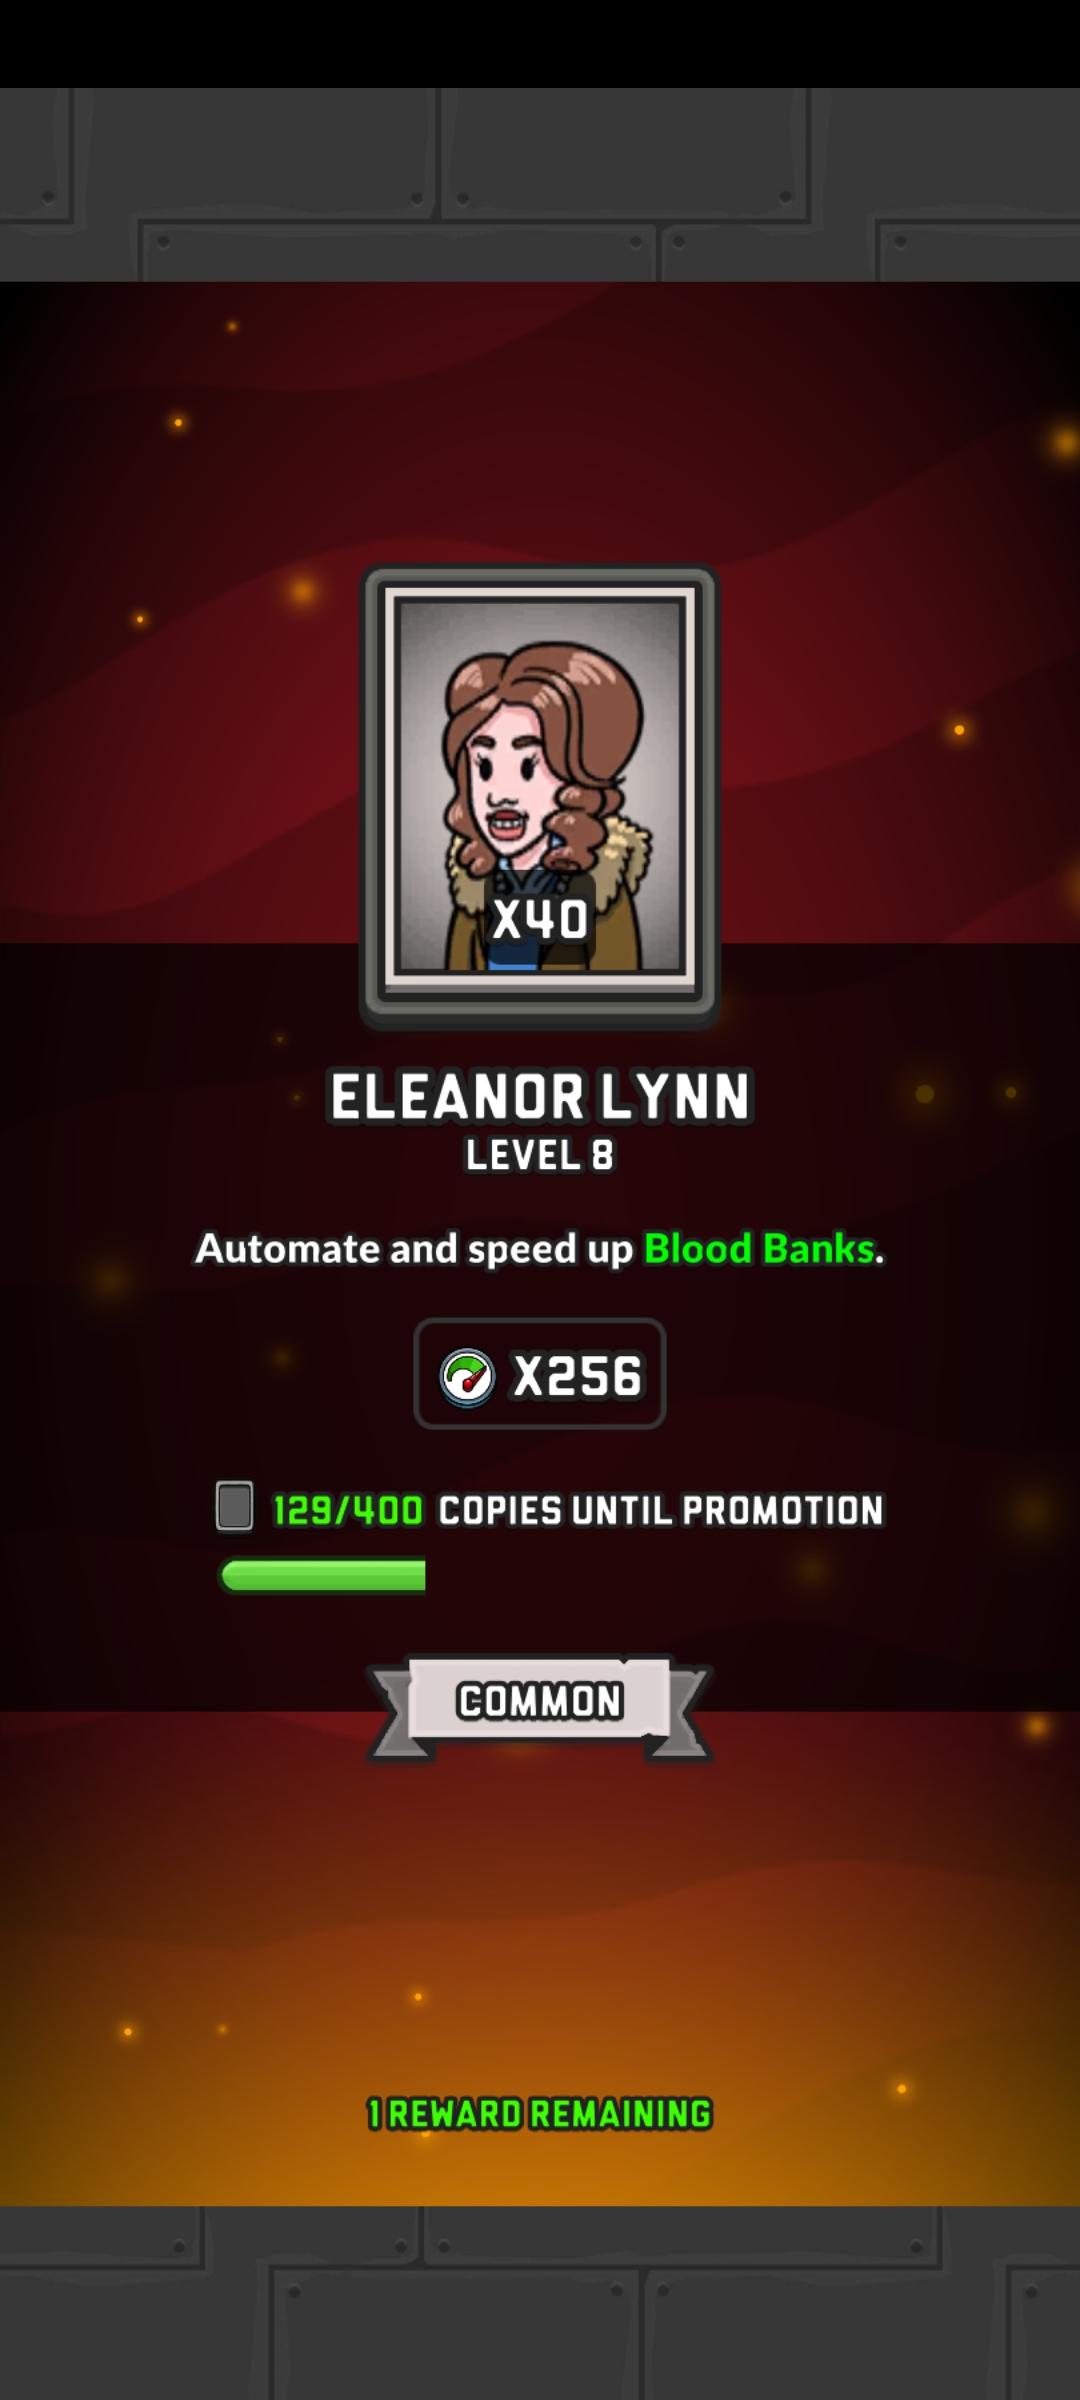 X40
ELEANOR LYNN
LEVEL 8
Automate and speed up Blood Banks.
X256
129/400 COPIES UNTIL PROMOTION
COMMON
1 REWARD REMAINING